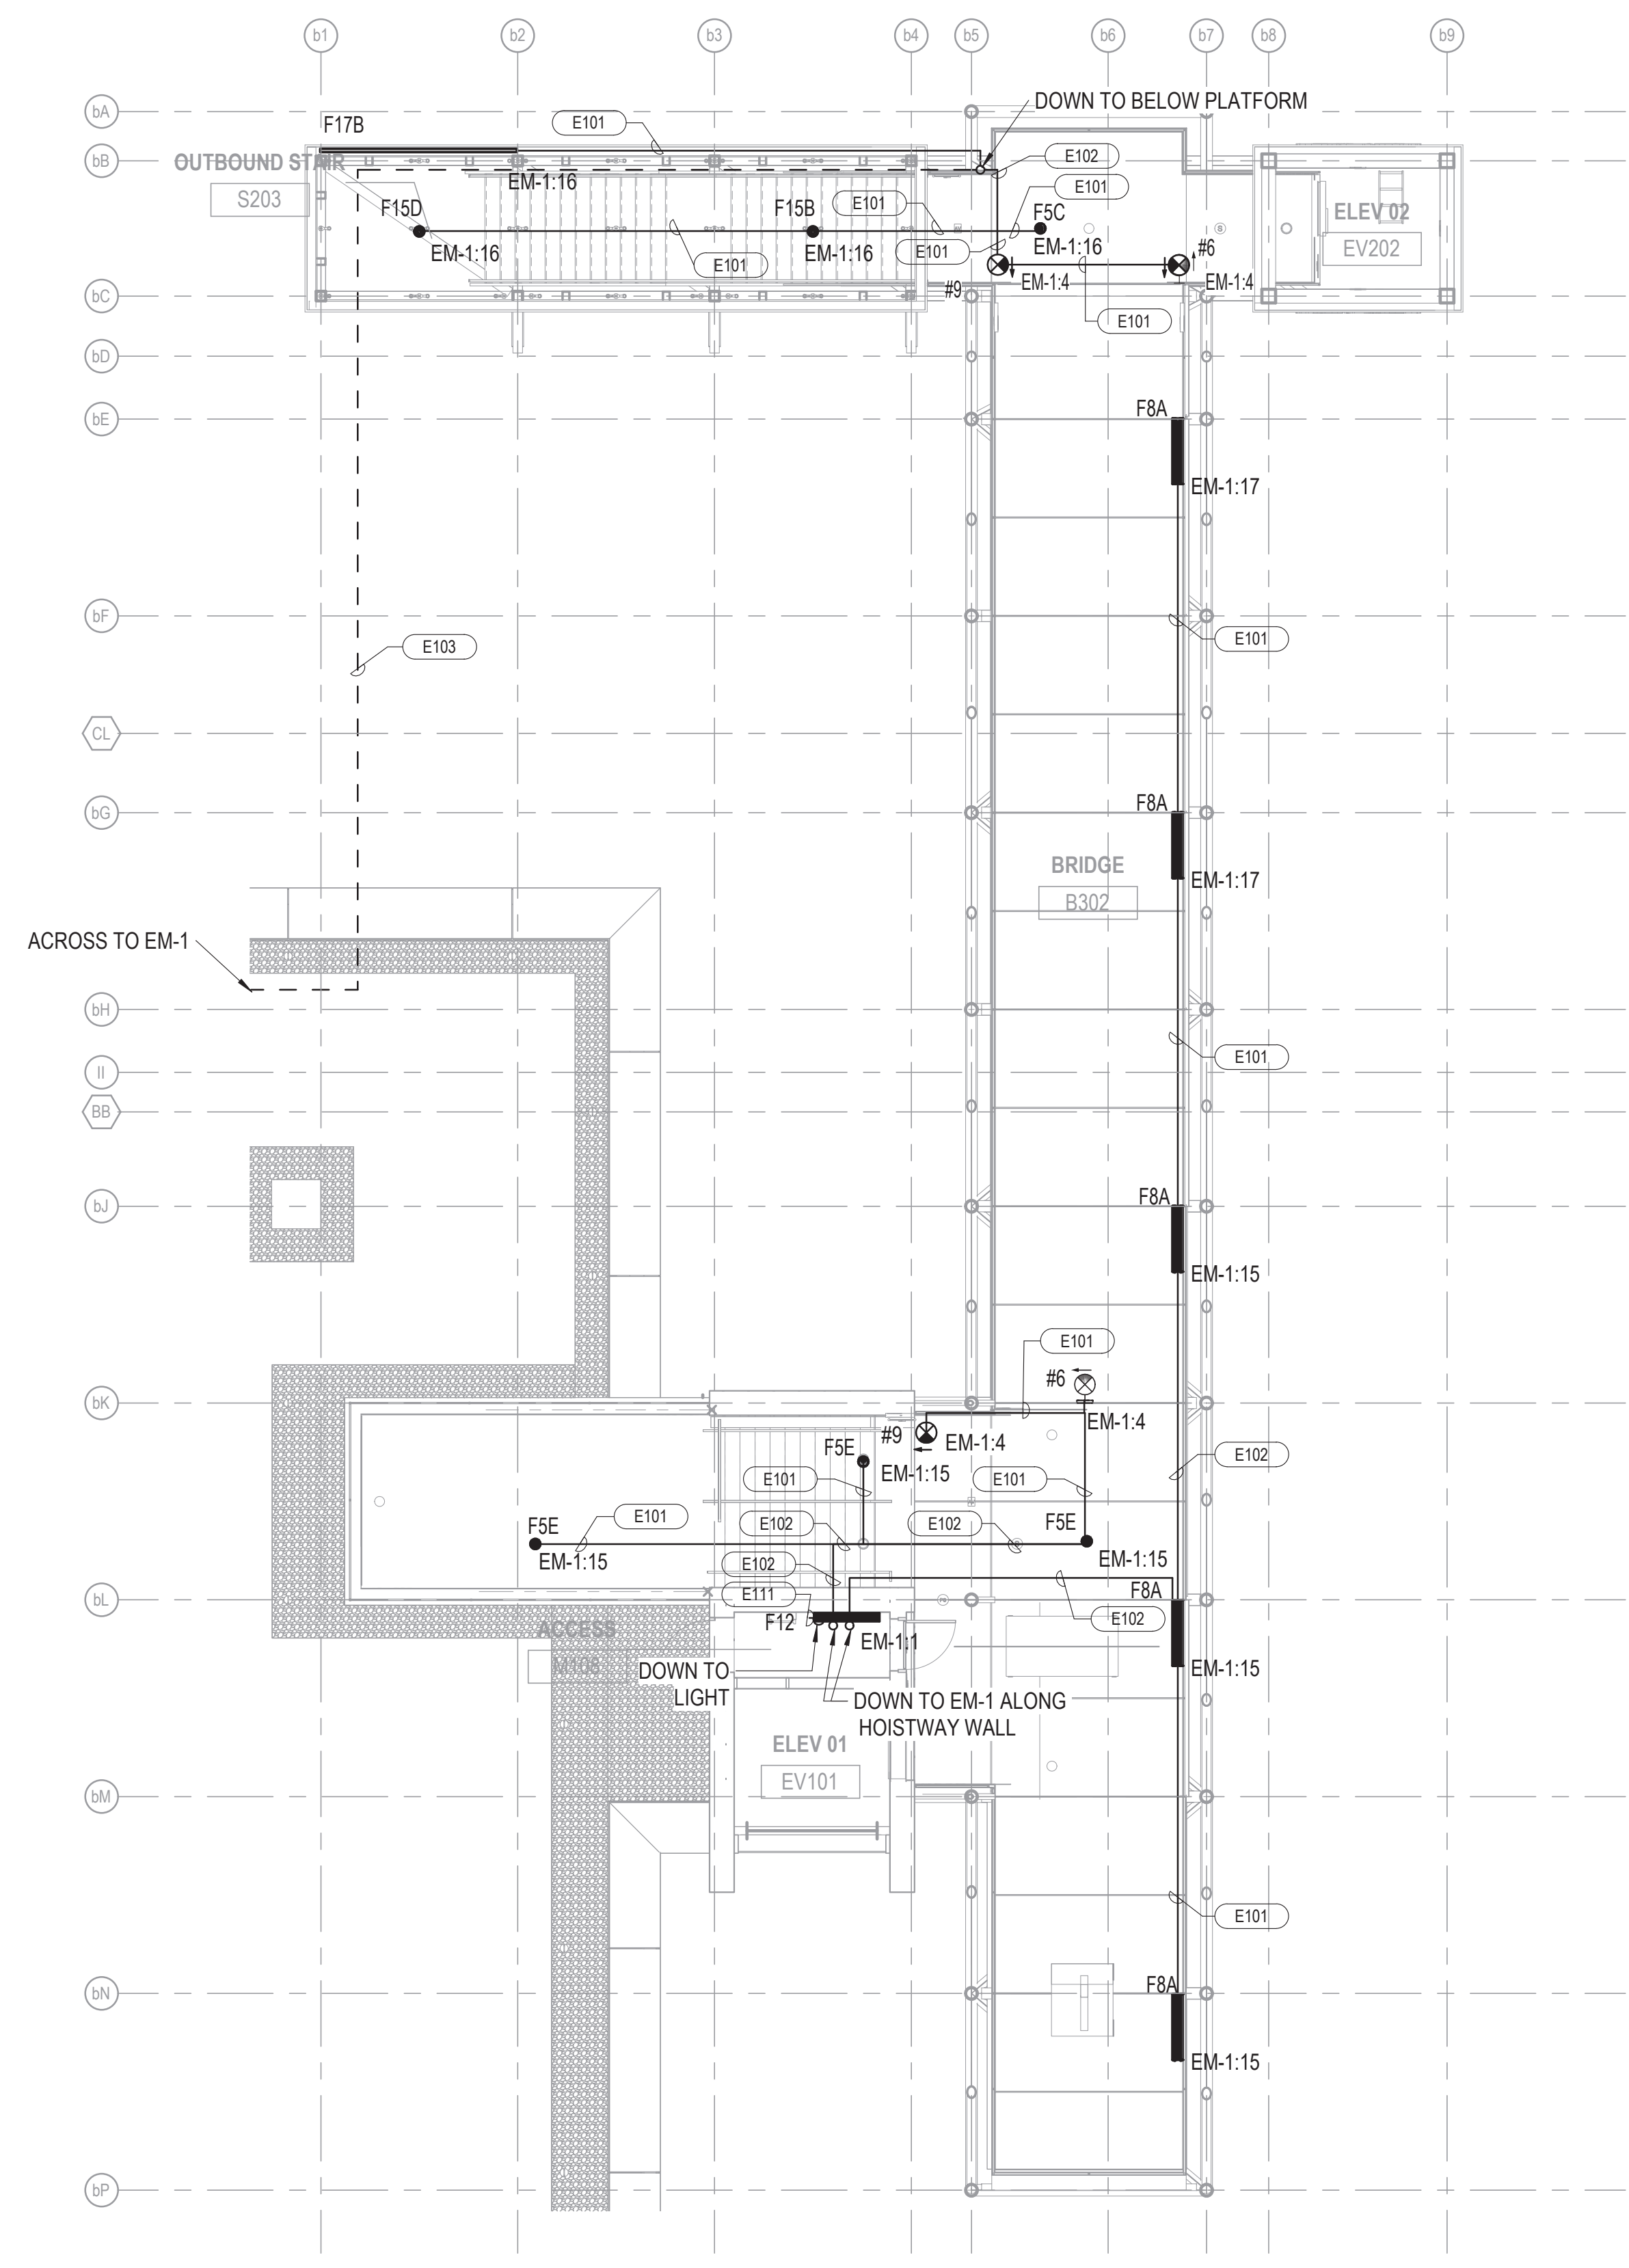 b1 b2 b3 b4 b5 b6 b7 b8 b9
bA
DOWN TO BELOW PLATFORM
F17B
E101
E102
bB
OUTBOUND STAIR
EM-1:16
E101
S203
F15D
F15B
E101
F5C
ELEV 02
EM-1:16
EM-1:16
E101
EM-1:16
#6
EV202
E101
#9
EM-1:4
EM-1:4
bC
E101
bD
F8A
bE
EM-1:17
bF
E101
E103
CL
F8A
bG
BRIDGE
EM-1:17
B302
ACROSS TO EM-1
bH
E101
II
BB
F8A
bJ
EM-1:15
E101
#6
bK
EM-1:4
#9
EM-1:4
F5E
E102
EM-1:15
E101
E101
E101
F5E
E102
E102
F5E
EM-1:15
EM-1:15
E102
F8A
E111
bL
F12
E102
ACCESS
EM-1:1
M108
EM-1:15
DOWN TO
LIGHT
DOWN TO EM-1 ALONG
HOISTWAY WALL
ELEV 01
EV101
bM
E101
F8A
bN
EM-1:15
bP